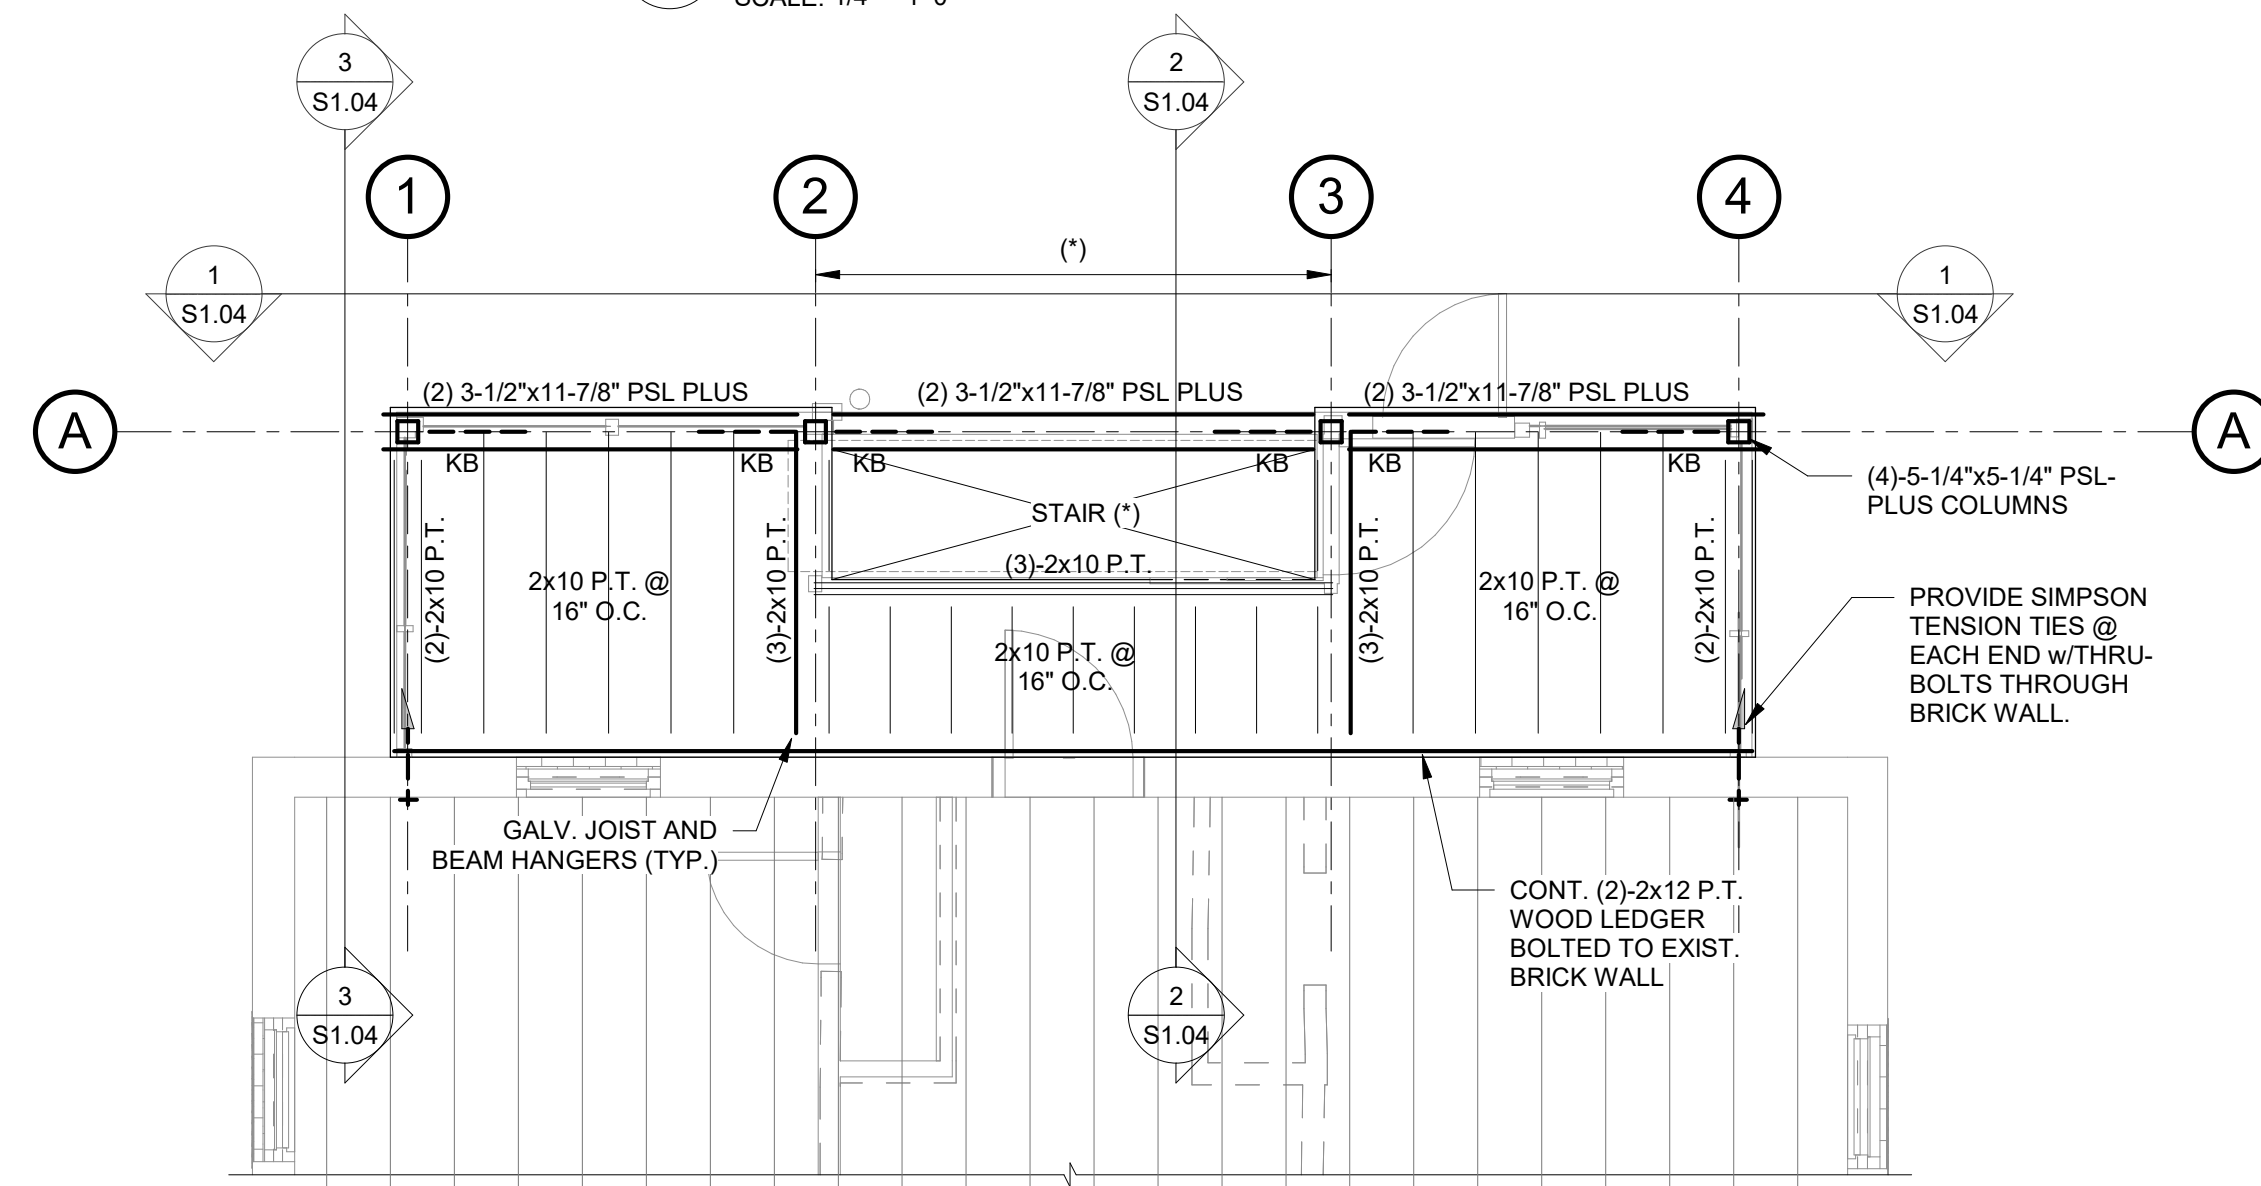 SCALE: 1/4"
3
S1.04
2
S1.04
1
2
3
4
(*)
1
S1.04
1
S1.04
(2) 3-1/2"x11-7/8" PSL PLUS
(2) 3-1/2"x11-7/8" PSL PLUS
(2) 3-1/2"x11-7/8" PSL PLUS
A
A
KB
KB
KB
KB
KB
KB
(4)-5-1/4"x5-1/4" PSL-
PLUS COLUMNS
STAIR (*)
(3)-2x10 P.T.
(2)-2x10 P.T.
2x10 P.T. @
16" O.C.
(3)-2x10 P.T.
2x10 P.T. @
16" O.C.
(3)-2x10 P.T.
2x10 P.T. @
16" O.C.
(2)-2x10 P.T.
PROVIDE SIMPSON
TENSION TIES @
EACH END w/THRU-
BOLTS THROUGH
BRICK WALL.
GALV. JOIST AND
BEAM HANGERS (TYP.)
CONT. (2)-2x12 P.T.
WOOD LEDGER
BOLTED TO EXIST.
BRICK WALL
3
S1.04
2
S1.04